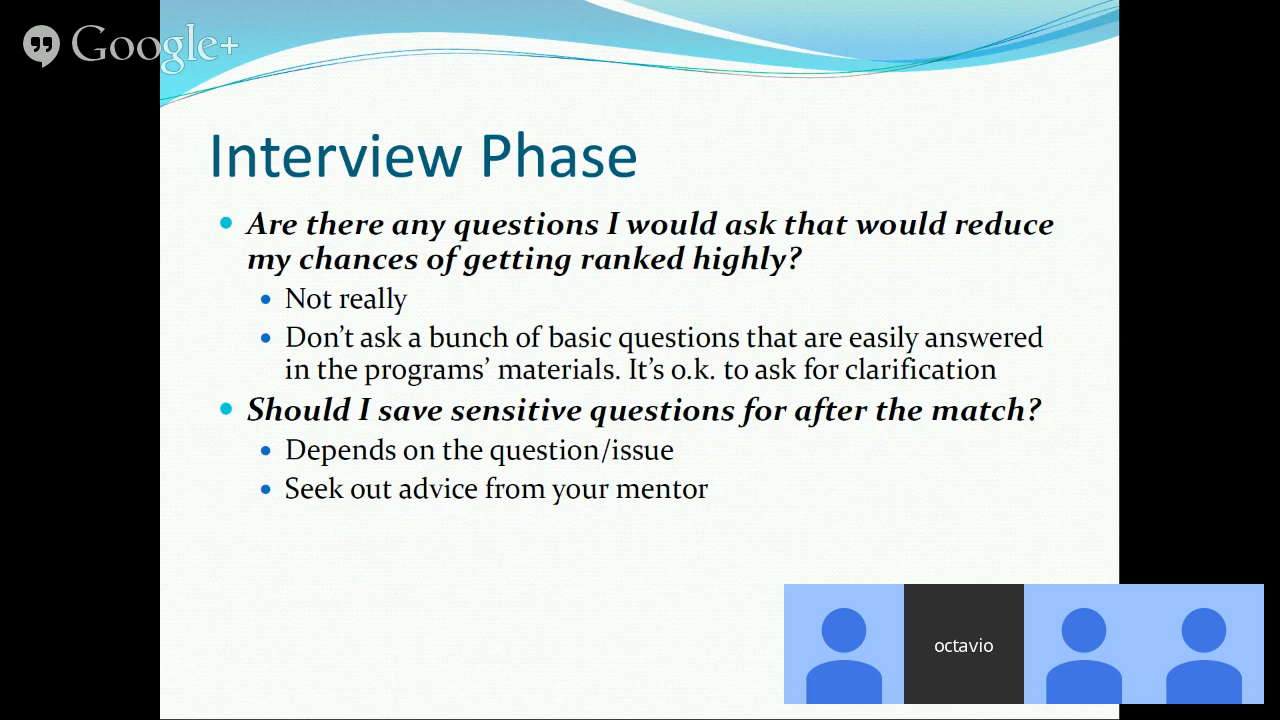 Google+
Interview Phase
Are there any questions I would ask that would reduce
my chances of getting ranked highly?
Not really
Don't ask a bunch of basic questions that are easily answered
in the programs' materials. It's o.k. to ask for clarification
Should I save sensitive questions for after the match?
Depends on the question/issue
Seek out advice from your mentor
octavio